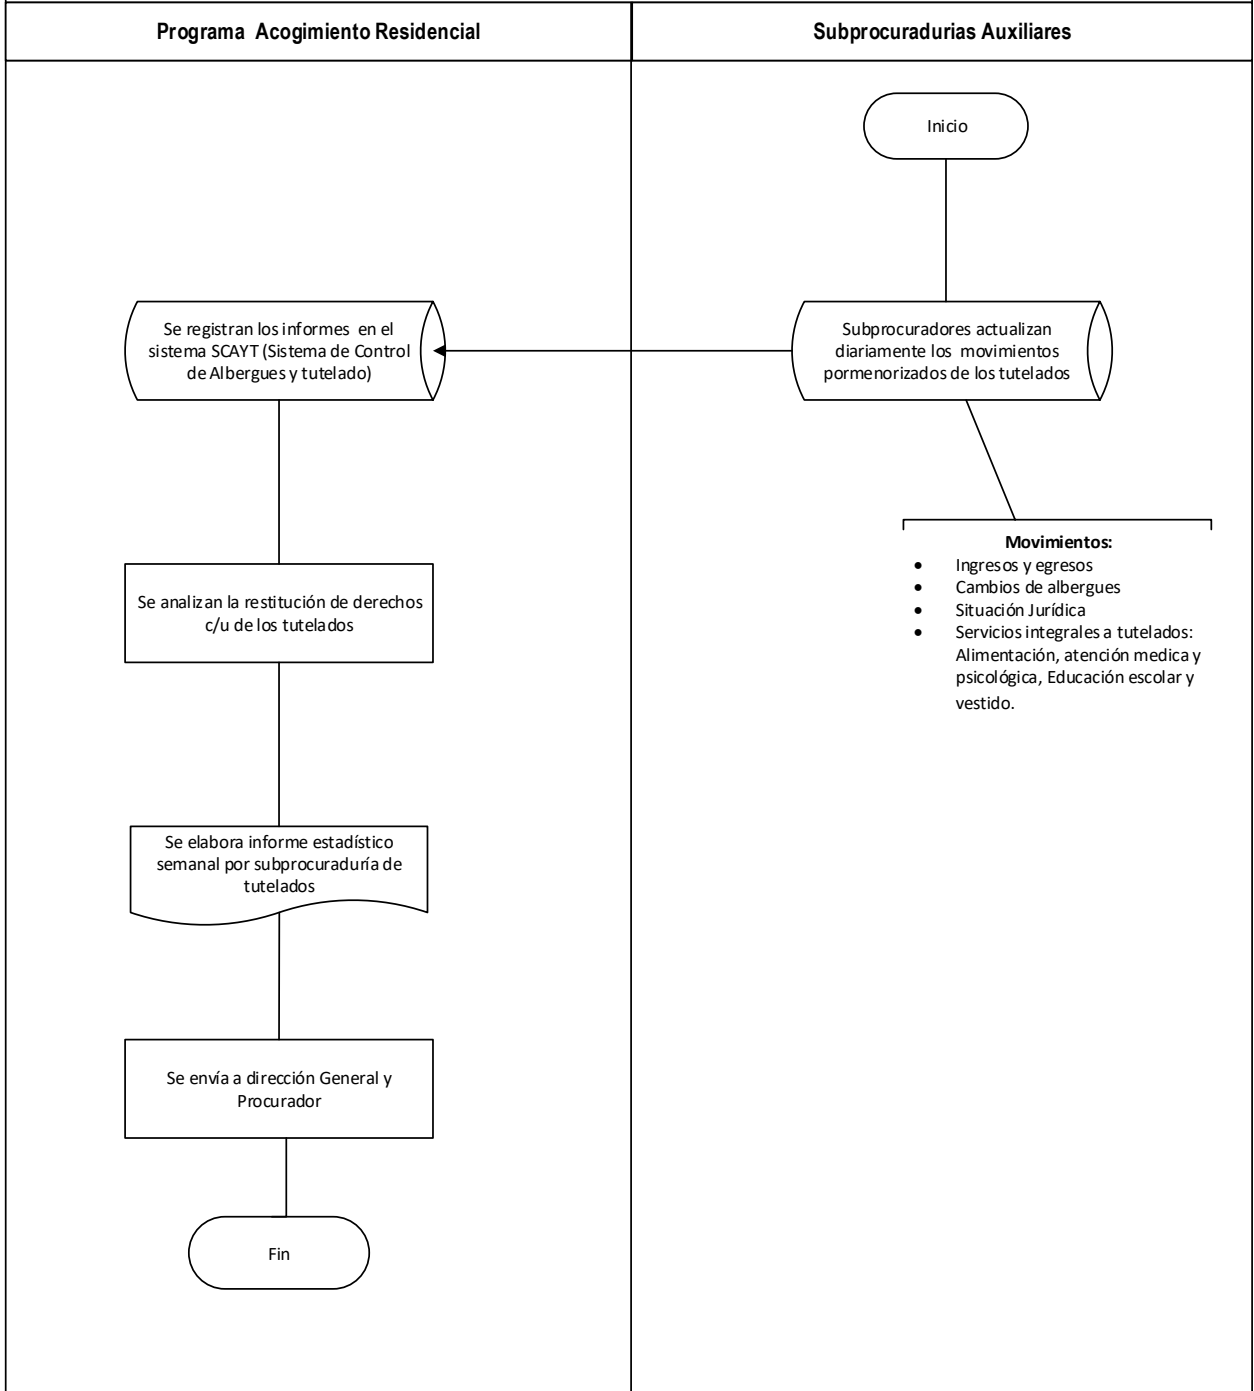 Programa Acogimiento Residencial
Subprocuradurias Auxiliares
Inicio
Subprocuradores actualizan
diariamente los movimientos
pormenorizados de los tutelados
Movimientos:
• Ingresos y egresos
• Cambios de albergues
• Situación Jurídica
• Servicios integrales a tutelados:
Alimentación, atención medica y
psicológica, Educación escolar y
vestido.
Se registran los informes en el
sistema SCAYT (Sistema de Control
de Albergues y tutelado)
Se analizan la restitución de derechos
c/u de los tutelados
Se elabora informe estadístico
semanal por subprocuraduría de
tutelados
Se envía a dirección General y
Procurador
Fin